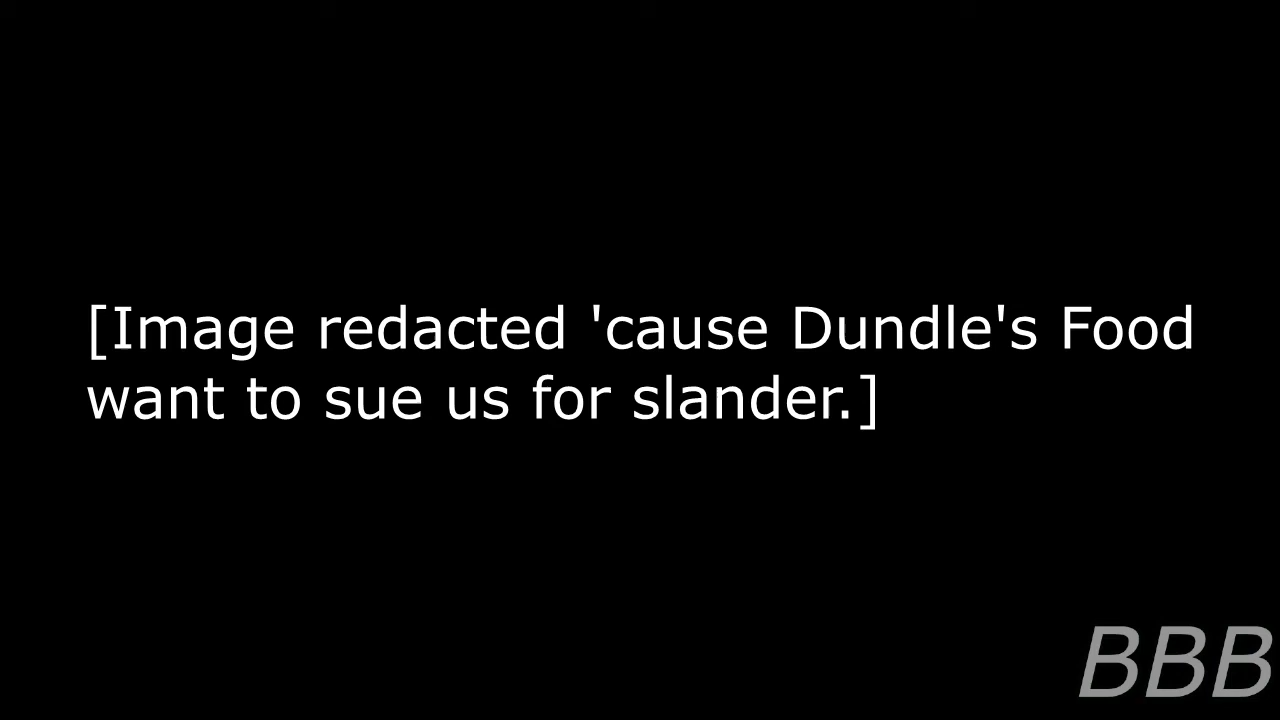 [Image redacted 'cause Dundle's Food
want to sue us for slander.]
BBB